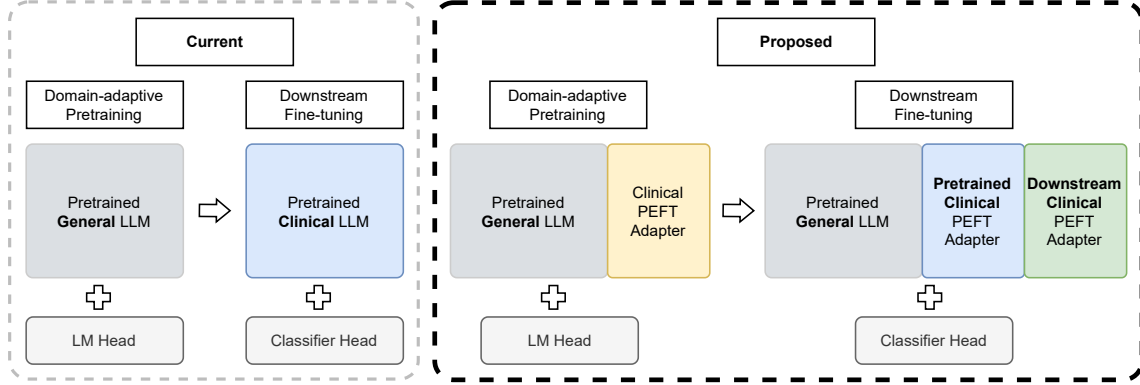 Current
Domain-adaptive
Pretraining
Downstream
Fine-tuning
Pretrained
General LLM
Pretrained
Clinical LLM
LM Head
Classifier Head
Proposed
Domain-adaptive
Pretraining
Downstream
Fine-tuning
Pretrained
General LLM
Clinical
PEFT
Adapter
Pretrained
General LLM
Pretrained
Clinical
PEFT
Adapter
Downstream
Clinical
PEFT
Adapter
LM Head
Classifier Head